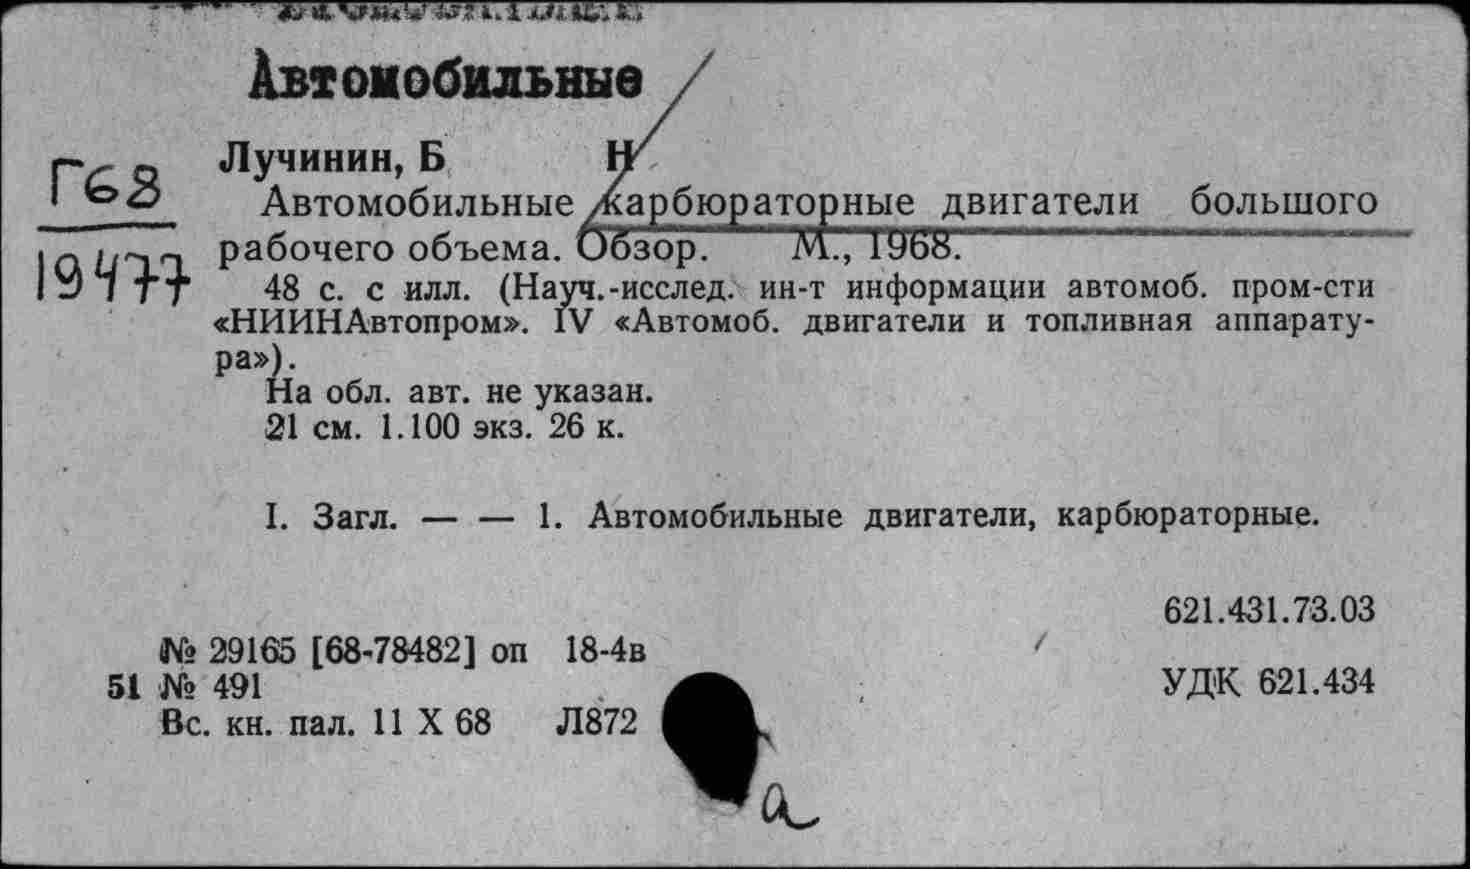 Автомобильные
Лучинин, Б Н
Г68
19477
Автомобильные карбюраторные двигатели большого
рабочего объема. Обзор. М., 1968.
48 с. с илл. (Науч.-исслед. ин-т информации автомоб. пром-сти
«НИИНАвтопром». IV «Автомоб. двигатели и топливная аппарату-
ра»).
На обл. авт. не указан.
21 см. 1.100 экз. 26 к.
I. Загл. — — 1. Автомобильные двигатели, карбюраторные.
621.431.73.03
№ 29165 [68-78482] оп 18-4в
51 № 491
УДК 621.434
Вс. кн. пал. 11 X 68 Л872
а